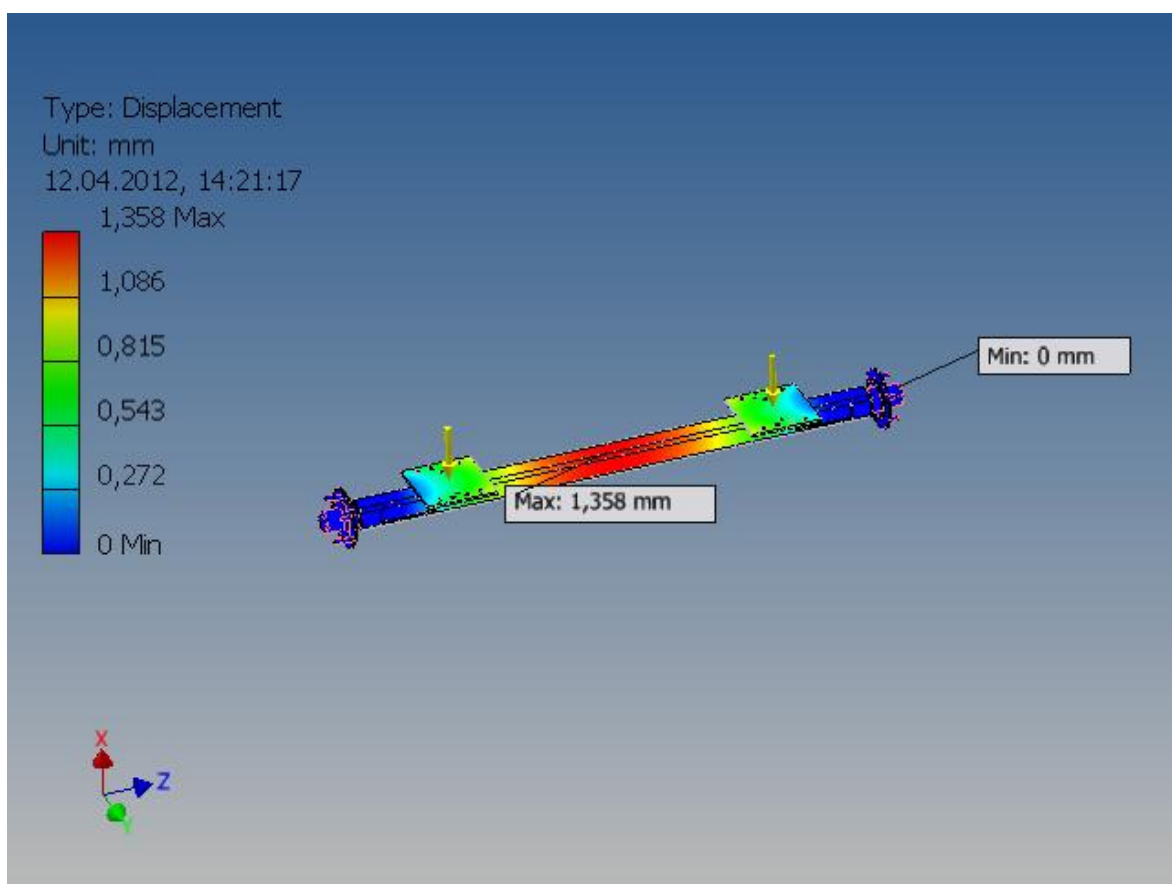 Type: Displacement
Unit: mm
12.04.2012, 14:21:17
1,358 Max
1,086
0,815
0,543
0,272
0 Min
Min: 0 mm
Max: 1,358 mm
X
Z
Y